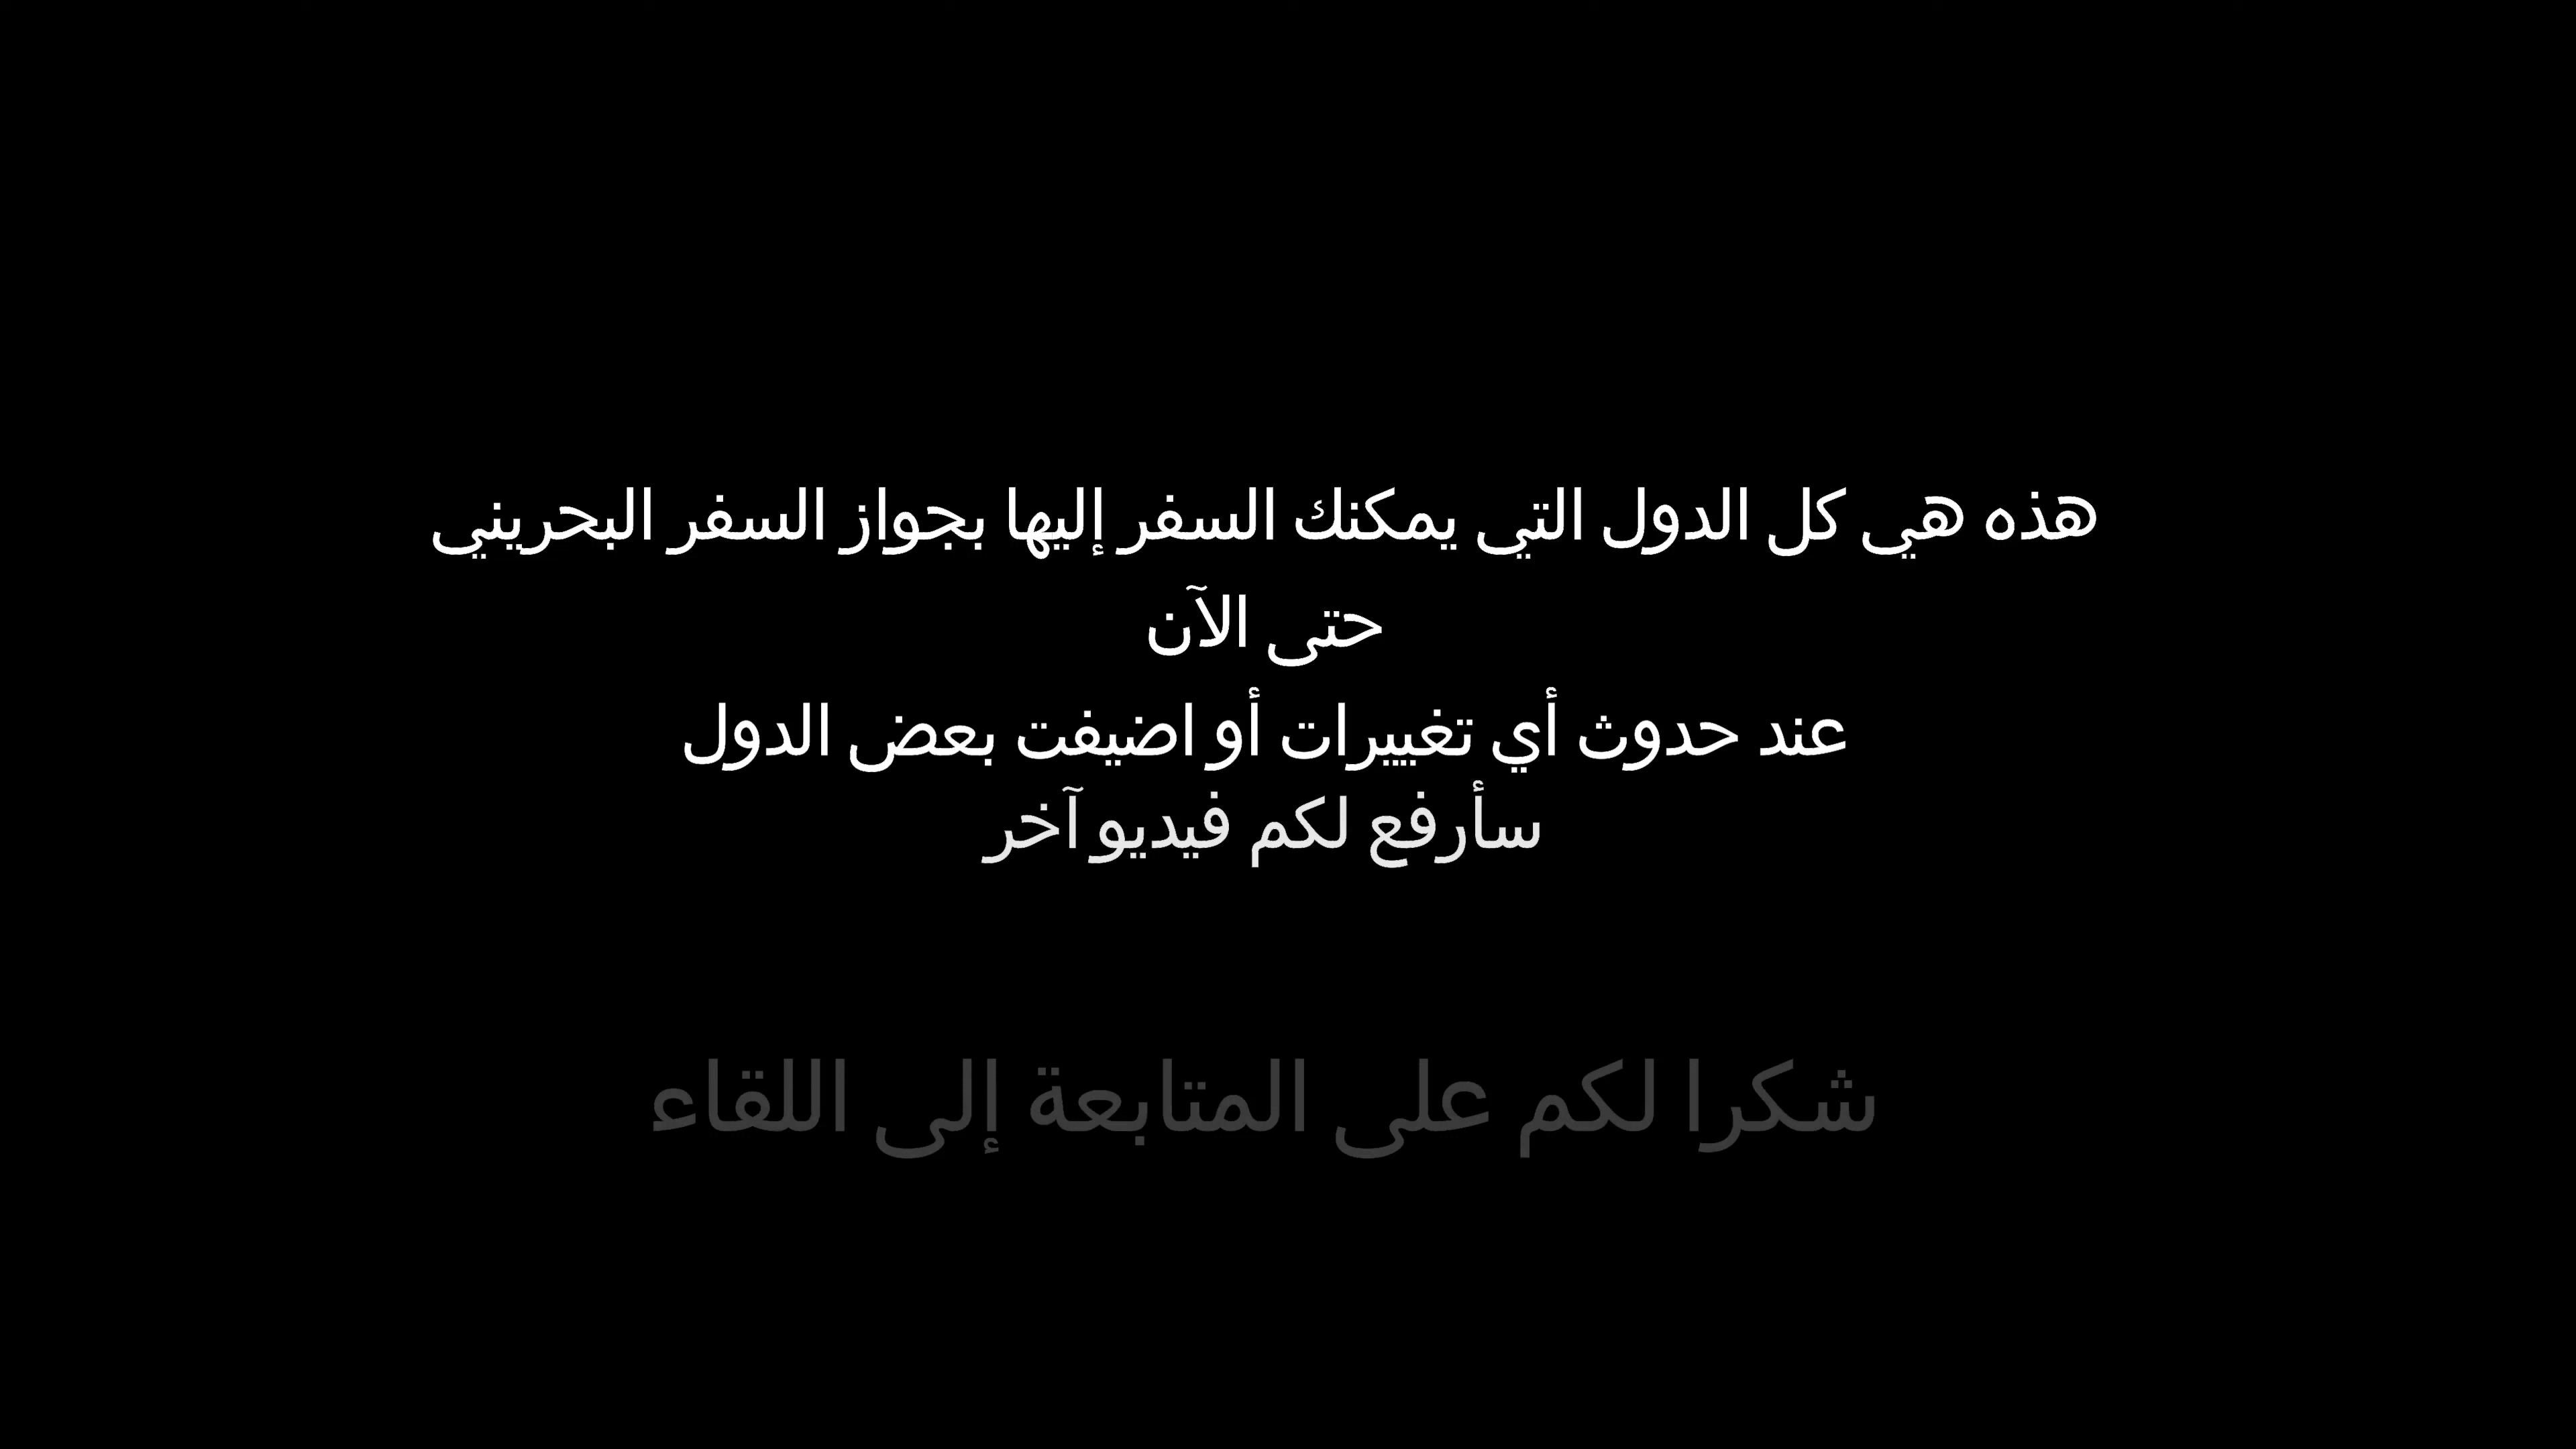 هذه هي كل الدول التي يمكنك السفر إليها بجواز السفر البحريني
حتى الآن
عند حدوث أي تغييرات أو اضيفت بعض الدول
سأرفع لكم فيديو آخر
شكرا لكم على المتابعة إلى اللقاء